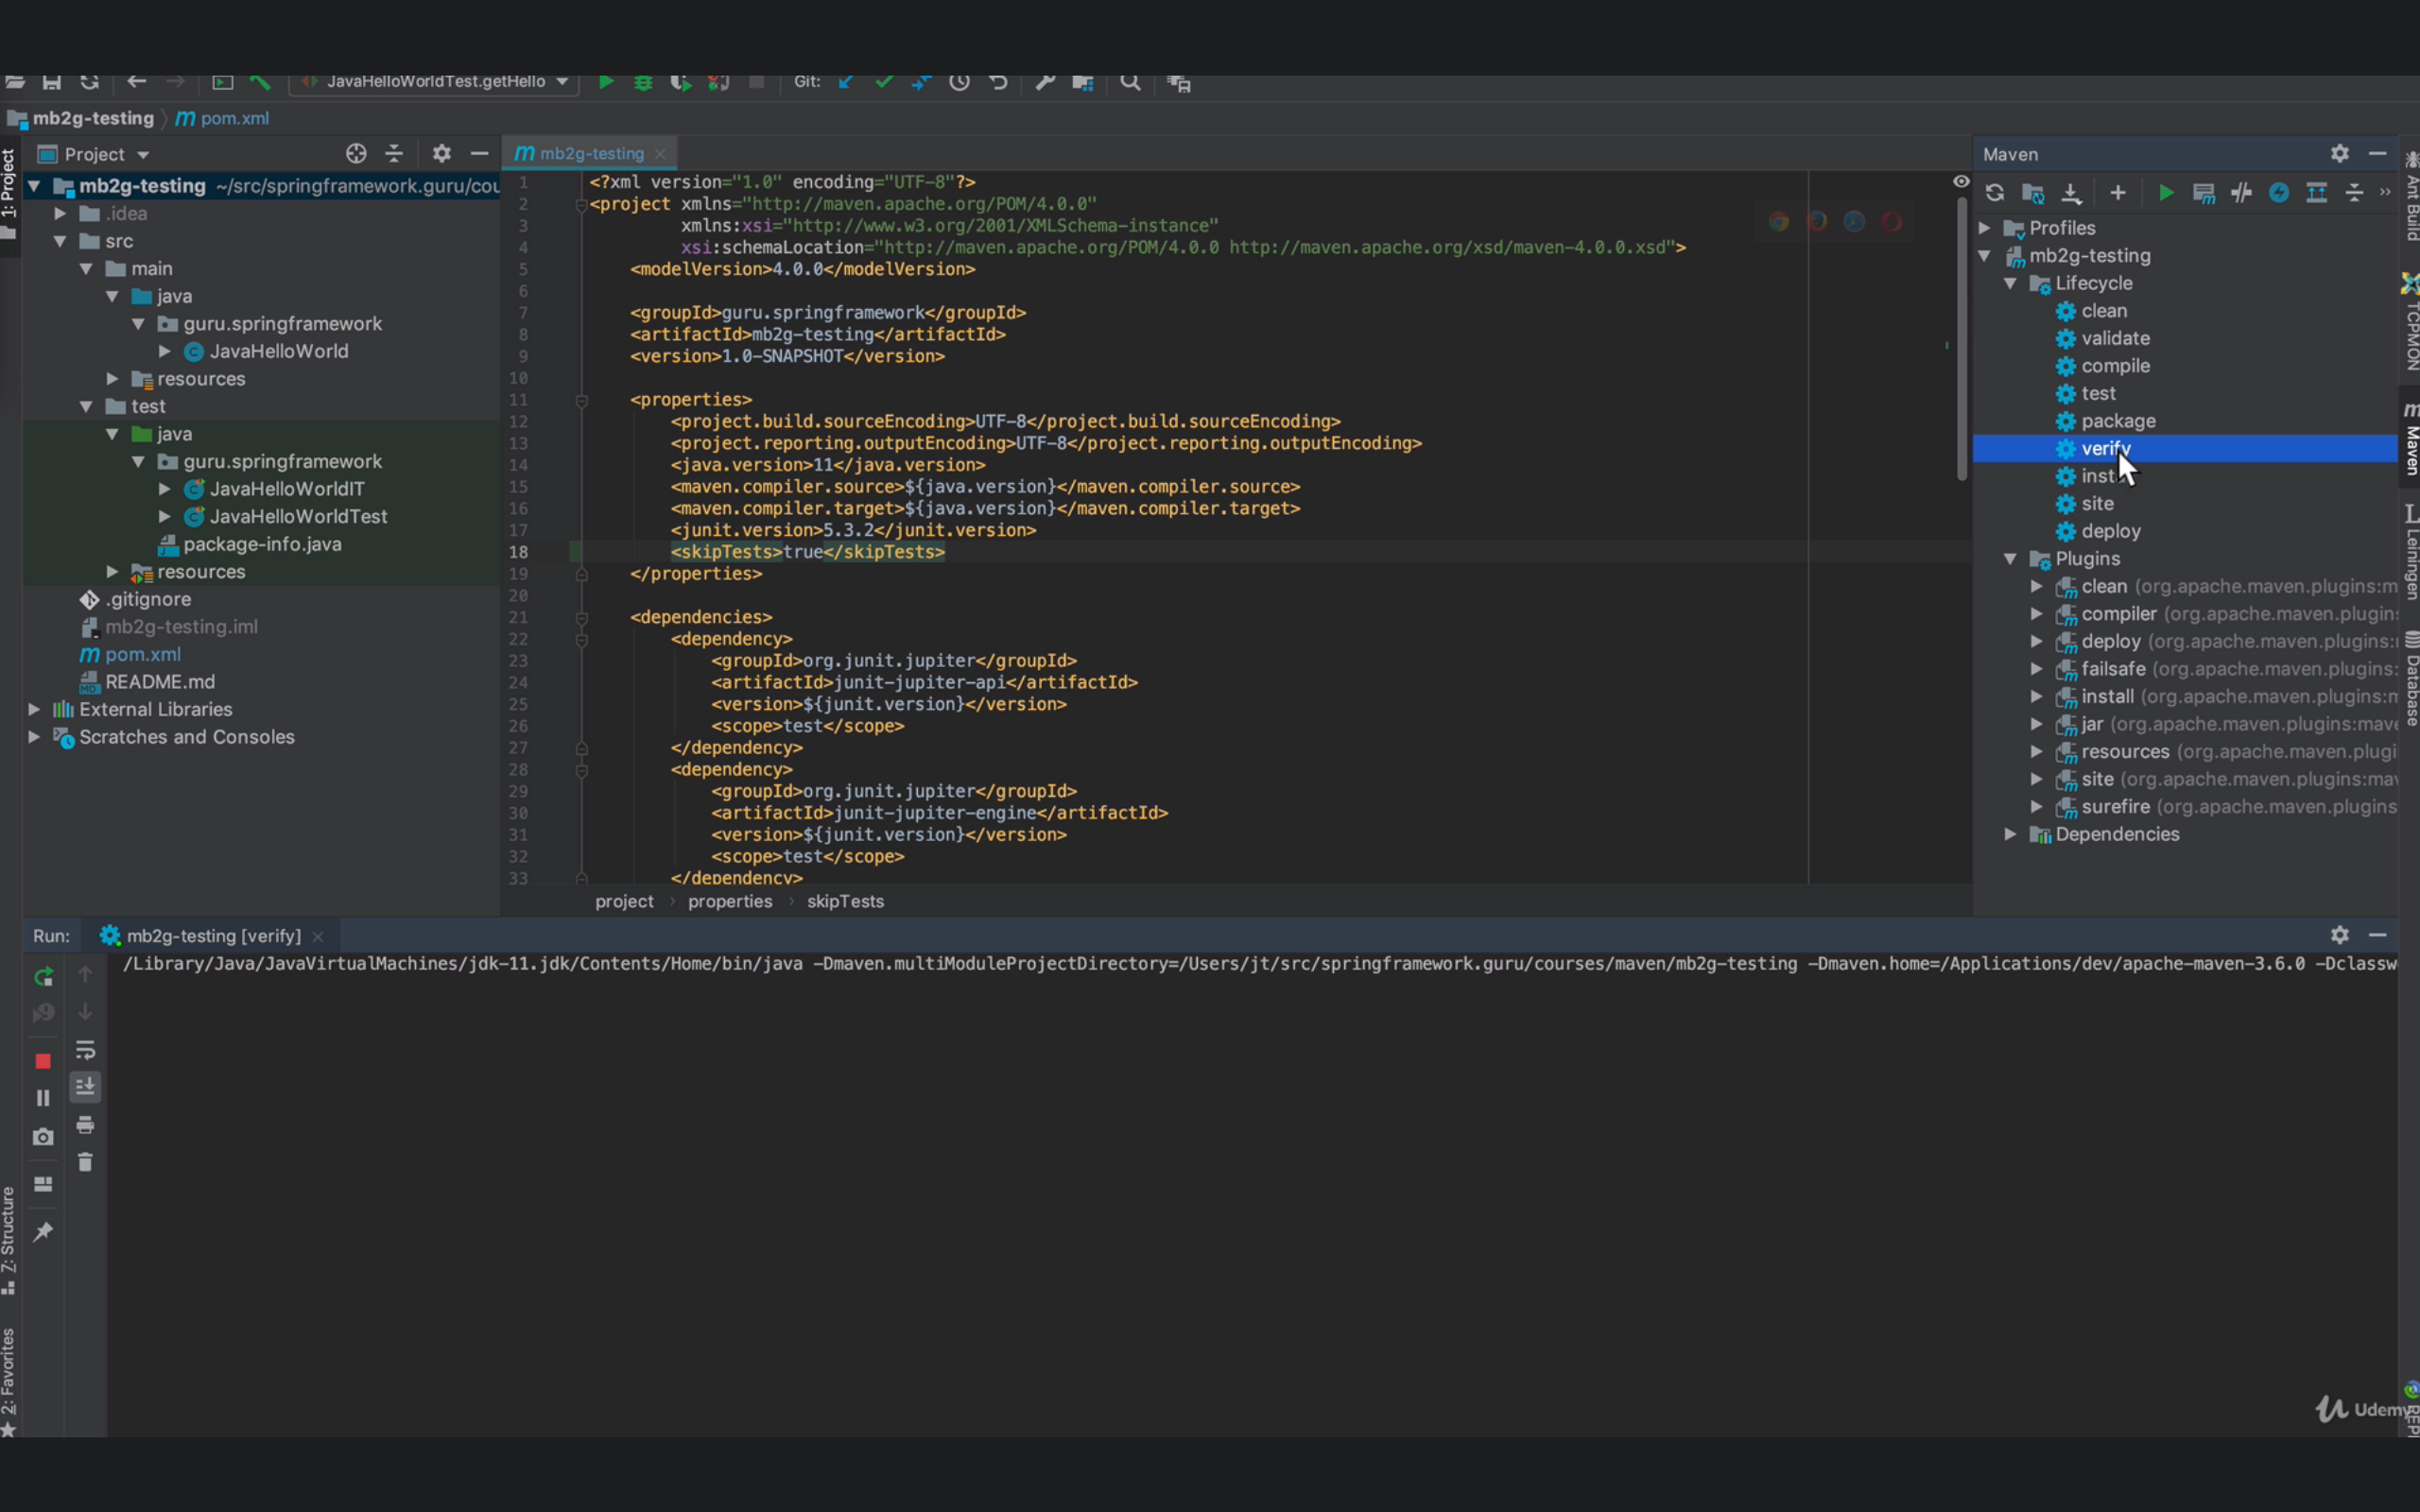 JavaHelloWorldTest.getHello
Git:
mb2g-testing
pom.xml
1: Project
Project
mb2g-testing ~/src/springframework.guru/cou
.idea
src
main
java
guru.springframework
JavaHelloWorld
resources
test
java
guru.springframework
JavaHelloWorldIT
JavaHelloWorldTest
package-info.java
resources
.gitignore
mb2g-testing.iml
pom.xml
README.md
External Libraries
Scratches and Consoles
mb2g-testing
1 <?xml version="1.0" encoding="UTF-8"?>
2 <project xmlns="http://maven.apache.org/POM/4.0.0"
3 xmlns:xsi="http://www.w3.org/2001/XMLSchema-instance"
4 xsi:schemaLocation="http://maven.apache.org/POM/4.0.0 http://maven.apache.org/xsd/maven-4.0.0.xsd">
5 <modelVersion>4.0.0</modelVersion>
6
7 <groupId>guru.springframework</groupId>
8 <artifactId>mb2g-testing</artifactId>
9 <version>1.0-SNAPSHOT</version>
10
11 <properties>
12 <project.build.sourceEncoding>UTF-8</project.build.sourceEncoding>
13 <project.reporting.outputEncoding>UTF-8</project.reporting.outputEncoding>
14 <java.version>11</java.version>
15 <maven.compiler.source>${java.version}</maven.compiler.source>
16 <maven.compiler.target>${java.version}</maven.compiler.target>
17 <junit.version>5.3.2</junit.version>
18 <skipTests>true</skipTests>
19 </properties>
20
21 <dependencies>
22 <dependency>
23 <groupId>org.junit.jupiter</groupId>
24 <artifactId>junit-jupiter-api</artifactId>
25 <version>${junit.version}</version>
26 <scope>test</scope>
27 </dependency>
28 <dependency>
29 <groupId>org.junit.jupiter</groupId>
30 <artifactId>junit-jupiter-engine</artifactId>
31 <version>${junit.version}</version>
32 <scope>test</scope>
33 </dependency>
project
properties
skipTests
Maven
Profiles
mb2g-testing
Lifecycle
clean
validate
compile
test
package
verify
inst
site
deploy
Plugins
clean (org.apache.maven.plugins:m
compiler (org.apache.maven.plugins:
deploy (org.apache.maven.plugins:
failsafe (org.apache.maven.plugins:
install (org.apache.maven.plugins:m
jar (org.apache.maven.plugins:mave
resources (org.apache.maven.plugi
site (org.apache.maven.plugins:mav
surefire (org.apache.maven.plugins
Dependencies
Ant Build
TCPMON
Maven
Leiningen
Database
Run:
mb2g-testing [verify]
/Library/Java/JavaVirtualMachines/jdk-11.jdk/Contents/Home/bin/java -Dmaven.multiModuleProjectDirectory=/Users/jt/src/springframework.guru/courses/maven/mb2g-testing -Dmaven.home=/Applications/dev/apache-maven-3.6.0 -Dclassw
7: Structure
2: Favorites
Udemy